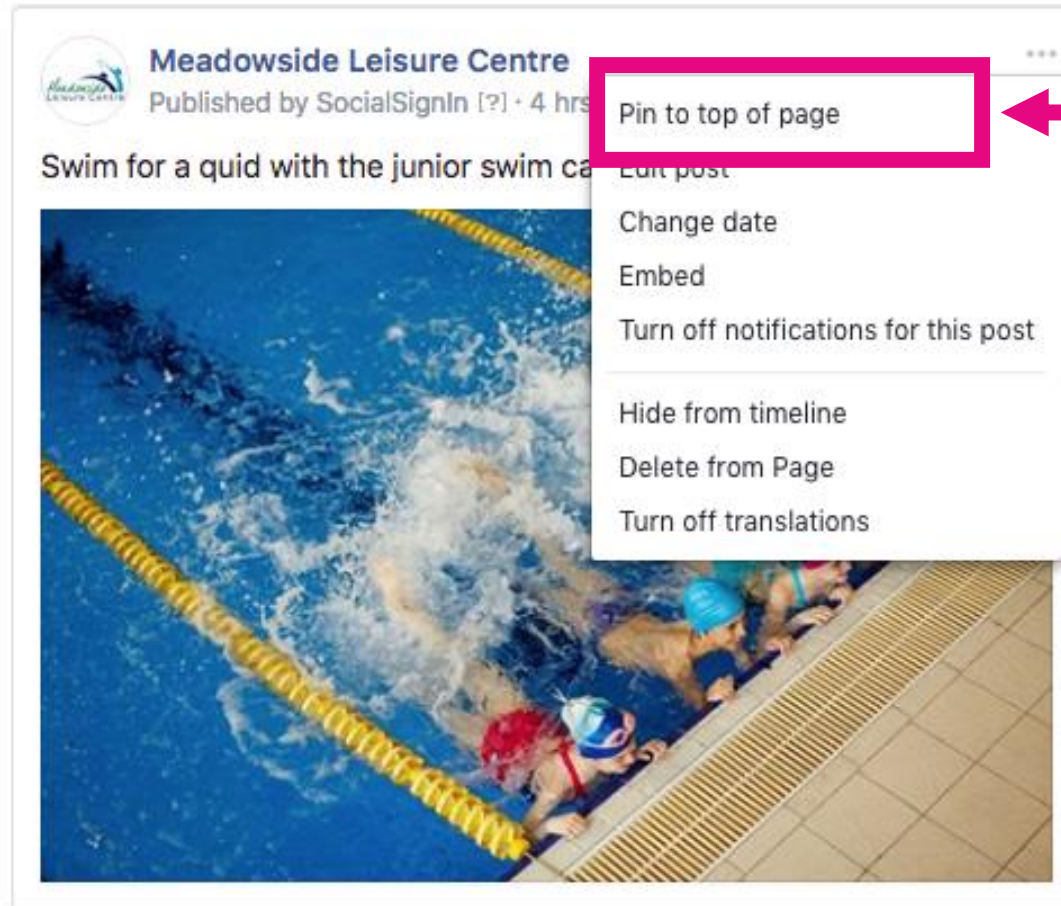 Meadowside Leisure Centre
Published by SocialSignIn [?] · 4 hrs
Swim for a quid with the junior swim ca
Pin to top of page
Edit post
Change date
Embed
Turn off notifications for this post
Hide from timeline
Delete from Page
Turn off translations